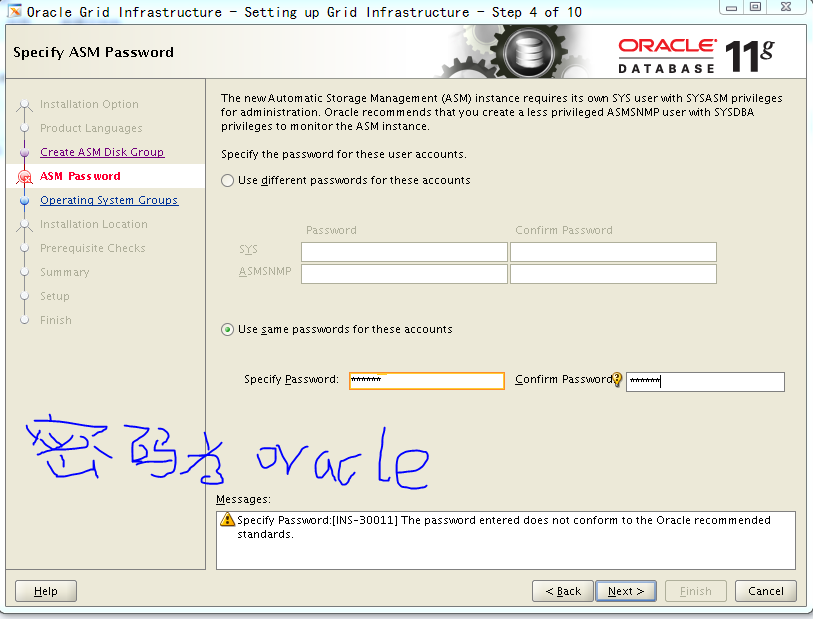 Oracle Grid Infrastructure - Setting up Grid Infrastructure - Step 4 of 10
Specify ASM Password
ORACLE
DATABASE 11g
Installation Option
Product Languages
Create ASM Disk Group
ASM Password
Operating System Groups
Installation Location
Prerequisite Checks
Summary
Setup
Finish
The new Automatic Storage Management (ASM) instance requires its own SYS user with SYSASM privileges
for administration. Oracle recommends that you create a less privileged ASMSNMP user with SYSDBA
privileges to monitor the ASM instance.
Specify the password for these user accounts.
Use different passwords for these accounts
Password Confirm Password
SYS
ASMSNMP
Use same passwords for these accounts
Specify Password: ****** Confirm Password ******
密码为 oracle
Messages:
Specify Password:[INS-30011] The password entered does not conform to the Oracle recommended
standards.
Help < Back Next > Finish Cancel